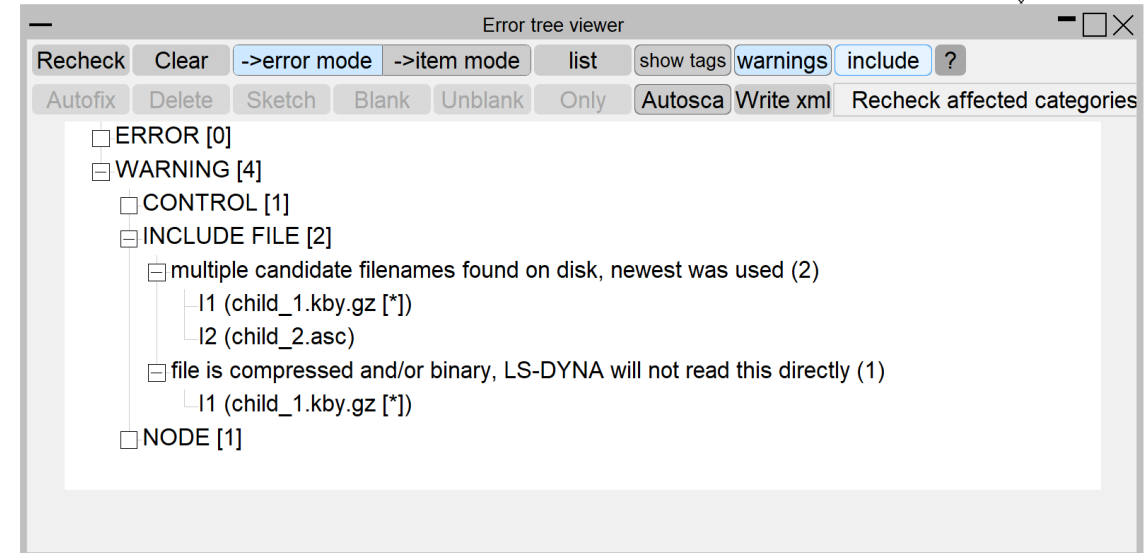 Error tree viewer
Recheck Clear ->error mode ->item mode list show tags warnings include ?
Autofix Delete Sketch Blank Unblank Only Autosca Write xml Recheck affected categories
ERROR [0]
WARNING [4]
CONTROL [1]
INCLUDE FILE [2]
multiple candidate filenames found on disk, newest was used (2)
I1 (child_1.kby.gz [*])
I2 (child_2.asc)
file is compressed and/or binary, LS-DYNA will not read this directly (1)
I1 (child_1.kby.gz [*])
NODE [1]